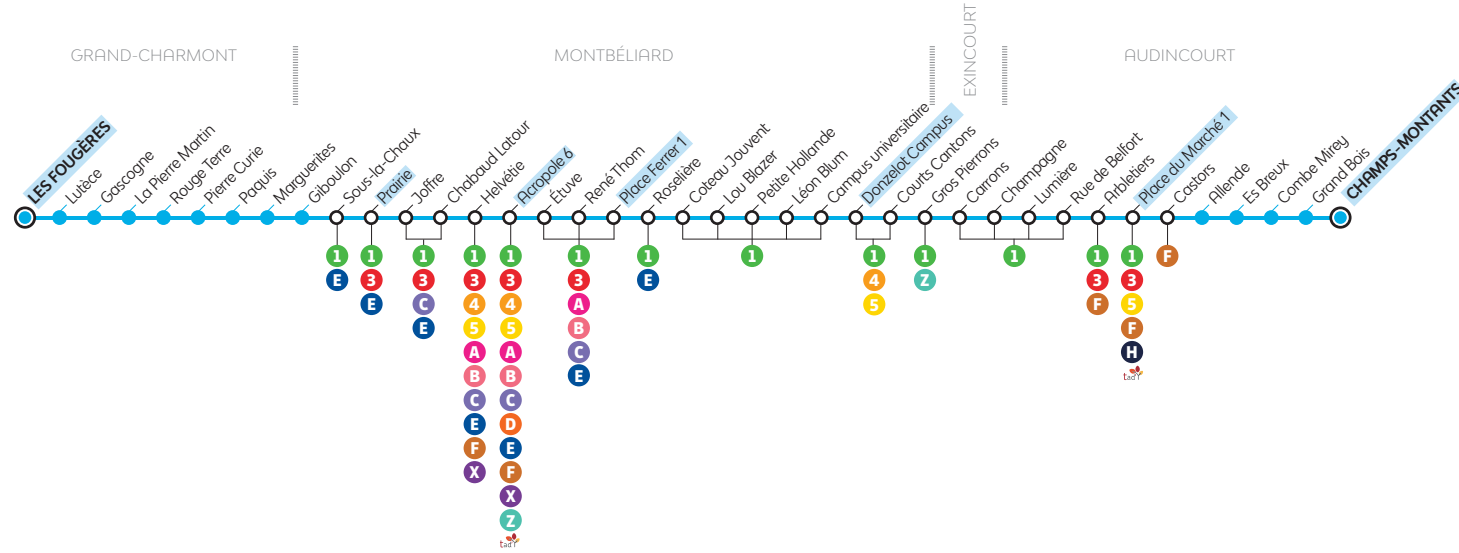 GRAND-CHARMONT
MONTBÉLIARD
EXINCOURT
AUDINCOURT
LES FOUGÈRES
Lutèce
Gascogne
La Pierre Martin
Rouge Terre
Pierre Curie
Paquis
Marguerites
Giboulon
Sous-la-Chaux
Prairie
Joffre
Chabaud Latour
Helvétie
Acropole 6
Étuve
René Thom
Place Ferrer 1
Roselière
Coteau Jouvent
Lou Blazer
Petite Hollande
Léon Blum
Campus universitaire
Donzelot Campus
Courts Cantons
Gros Pierrons
Carrons
Champagne
Lumière
Rue de Belfort
Arbletiers
Place du Marché 1
Castors
Allende
Es Breux
Combe Mirey
Grand Bois
CHAMPS-MONTANTS
1 E
1 3 E
1 3 C E
1 3 4 5 A B C E F X
1 3 4 5 A B C D E F X Z tadY
1 3 A B C E
1 E
1
1 4 5
1 Z
1
1 3 F
1 3 5 F H tadY
F